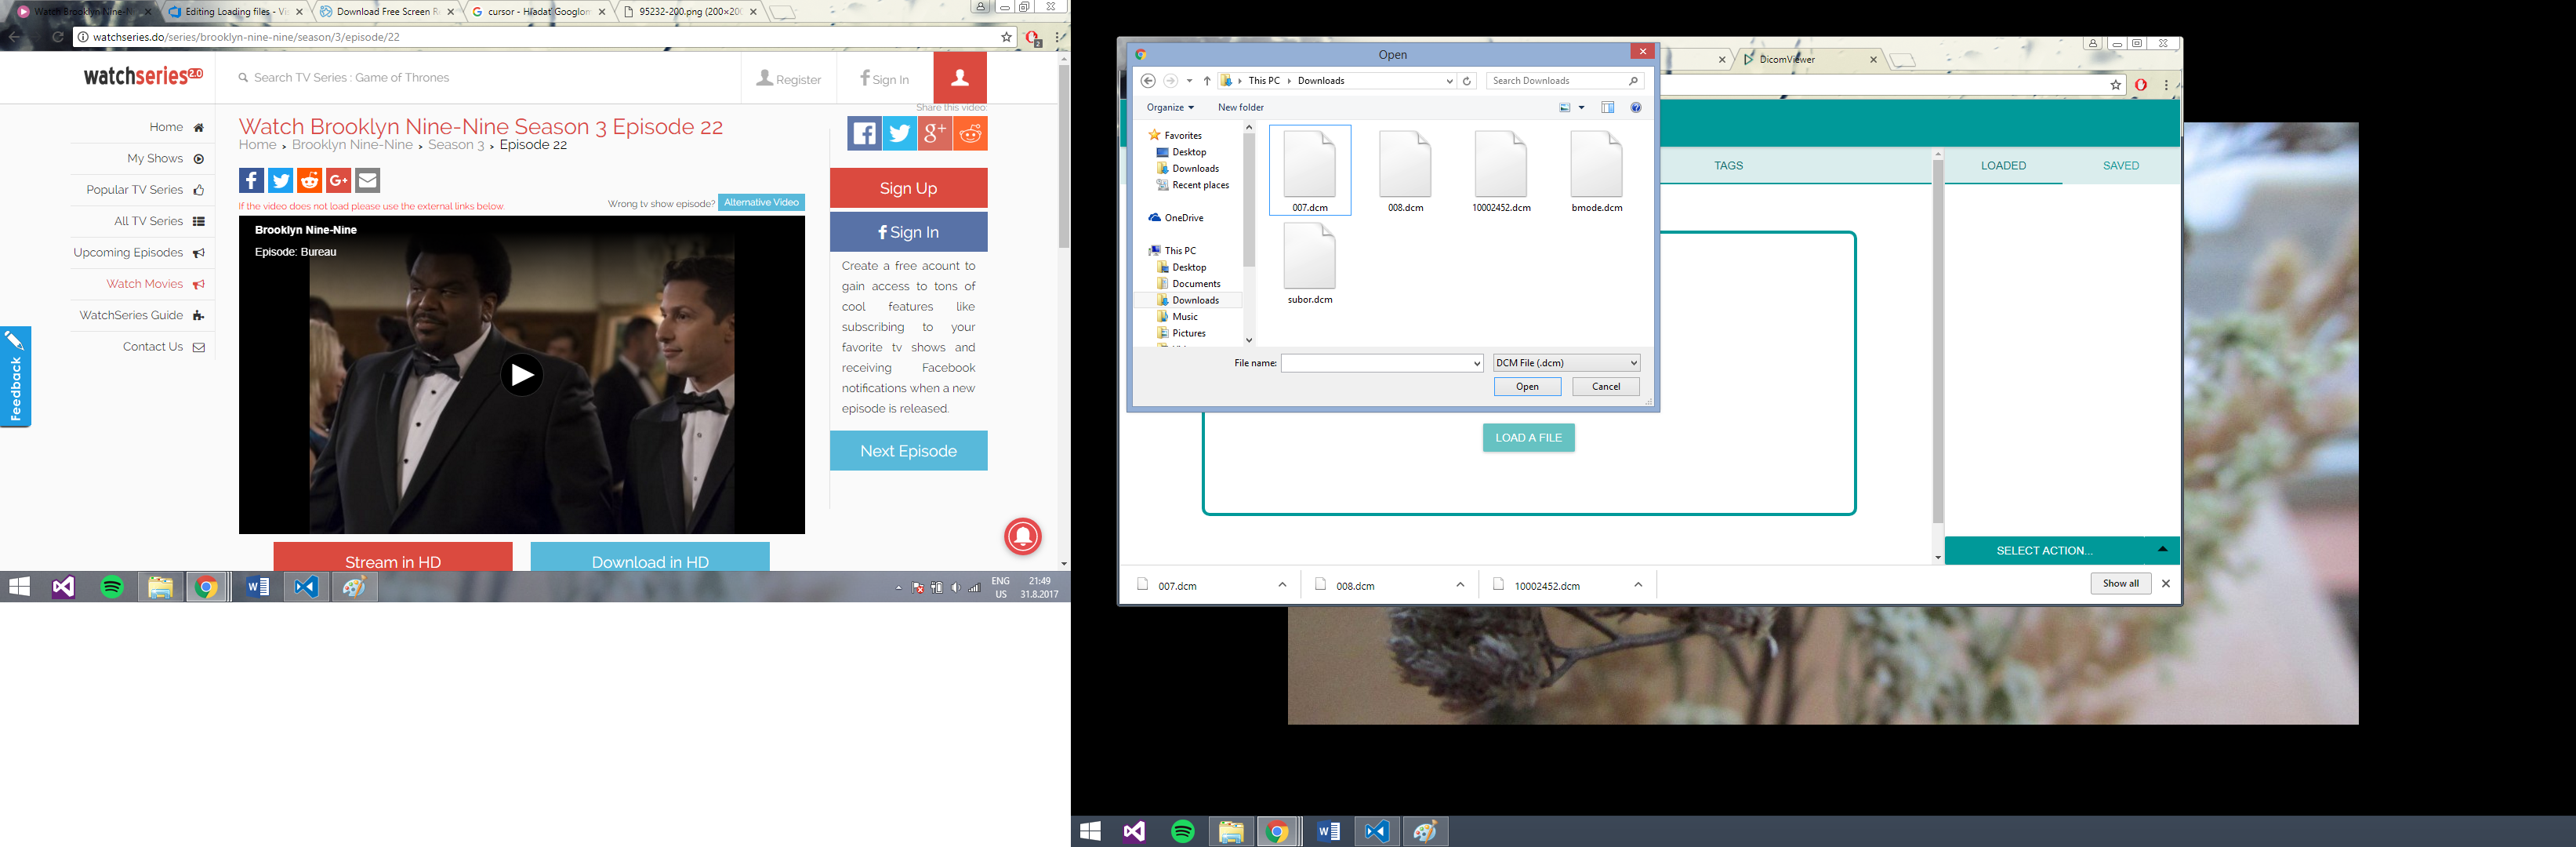 Watch Brooklyn Nine-Ni
Editing Loading files - Vi
Download Free Screen R
cursor - Hľadať Googlom
95232-200.png (200×20
watchseries.do/series/brooklyn-nine-nine/season/3/episode/22
2
watchseries2.0
Search TV Series : Game of Thrones
Register
Sign In
Share this video:
Home
My Shows
Popular TV Series
All TV Series
Upcoming Episodes
Watch Movies
WatchSeries Guide
Contact Us
Feedback
Watch Brooklyn Nine-Nine Season 3 Episode 22
Home › Brooklyn Nine-Nine › Season 3 › Episode 22
If the video does not load please use the external links below.
Wrong tv show episode?
Alternative Video
Brooklyn Nine-Nine
Episode: Bureau
Stream in HD
Download in HD
Sign Up
Sign In
Create a free acount to
gain access to tons of
cool features like
subscribing to your
favorite tv shows and
receiving Facebook
notifications when a new
episode is released.
Next Episode
ENG
US
21:49
31.8.2017
Open
This PC
Downloads
Search Downloads
Organize
New folder
Favorites
Desktop
Downloads
Recent places
OneDrive
This PC
Desktop
Documents
Downloads
Music
Pictures
007.dcm
008.dcm
10002452.dcm
bmode.dcm
subor.dcm
File name:
DCM File (.dcm)
Open
Cancel
DicomViewer
TAGS
LOADED
SAVED
LOAD A FILE
SELECT ACTION...
007.dcm
008.dcm
10002452.dcm
Show all